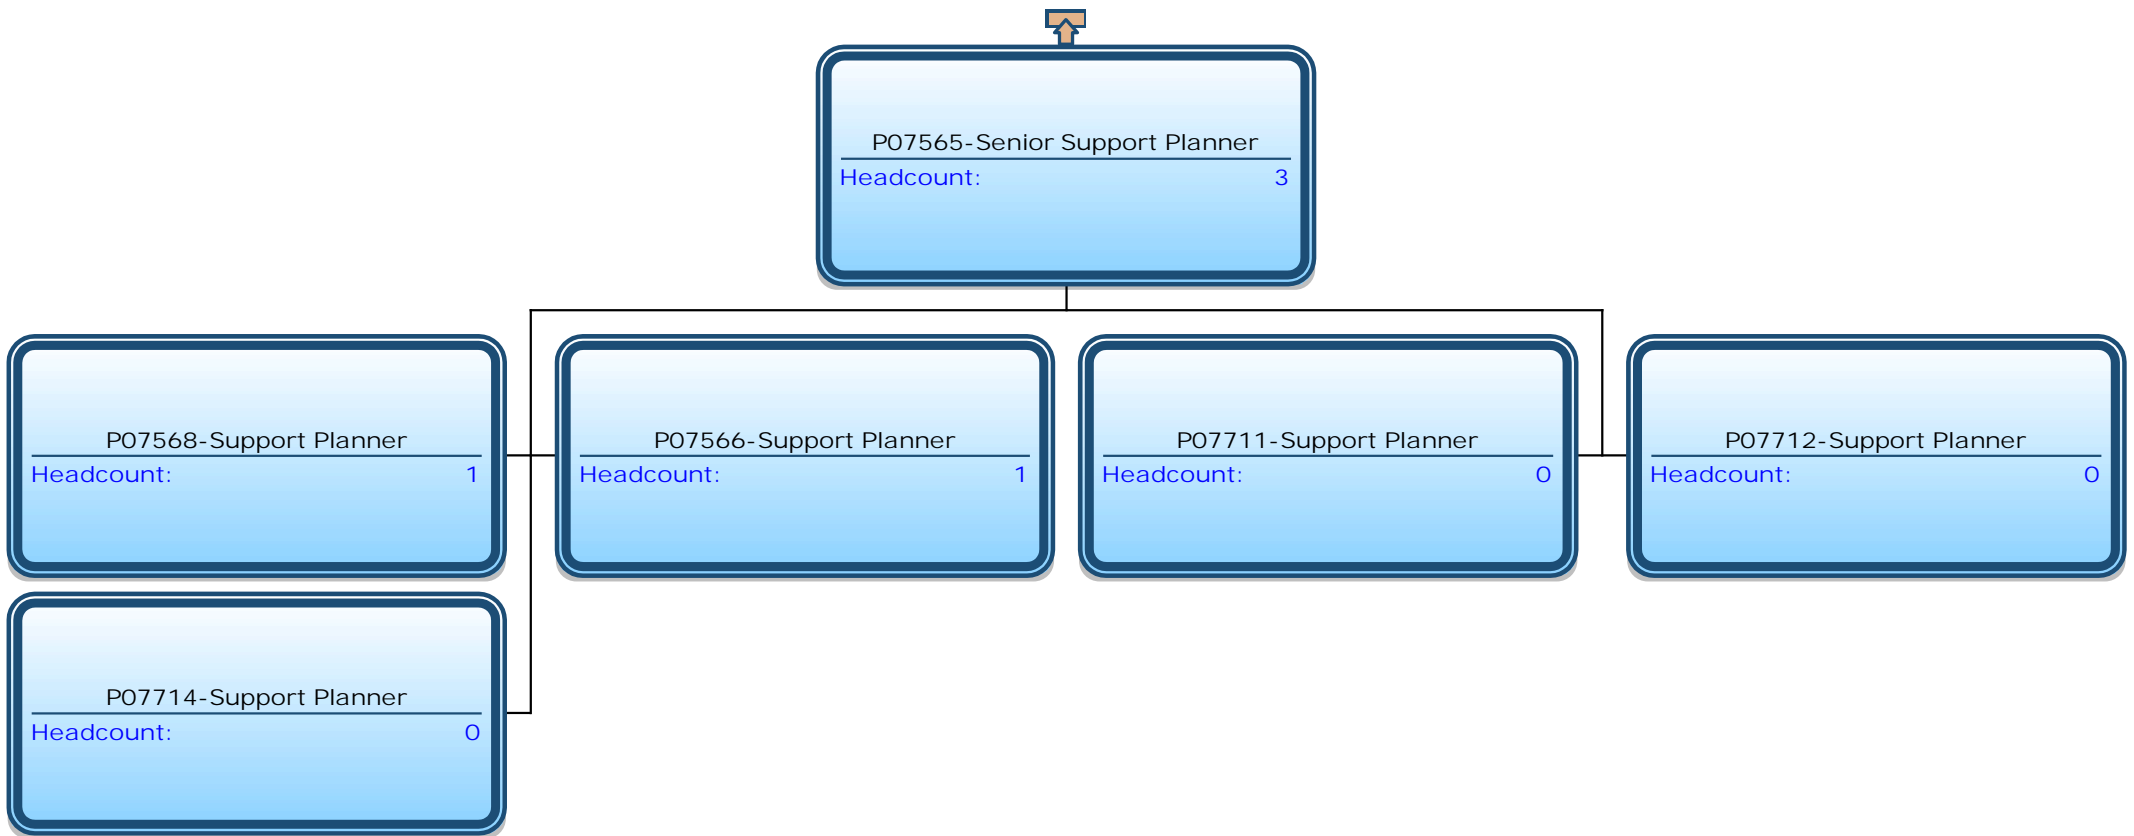 P07565-Senior Support Planner
Headcount: 3
P07568-Support Planner
Headcount: 1
P07566-Support Planner
Headcount: 1
P07711-Support Planner
Headcount: 0
P07712-Support Planner
Headcount: 0
P07714-Support Planner
Headcount: 0